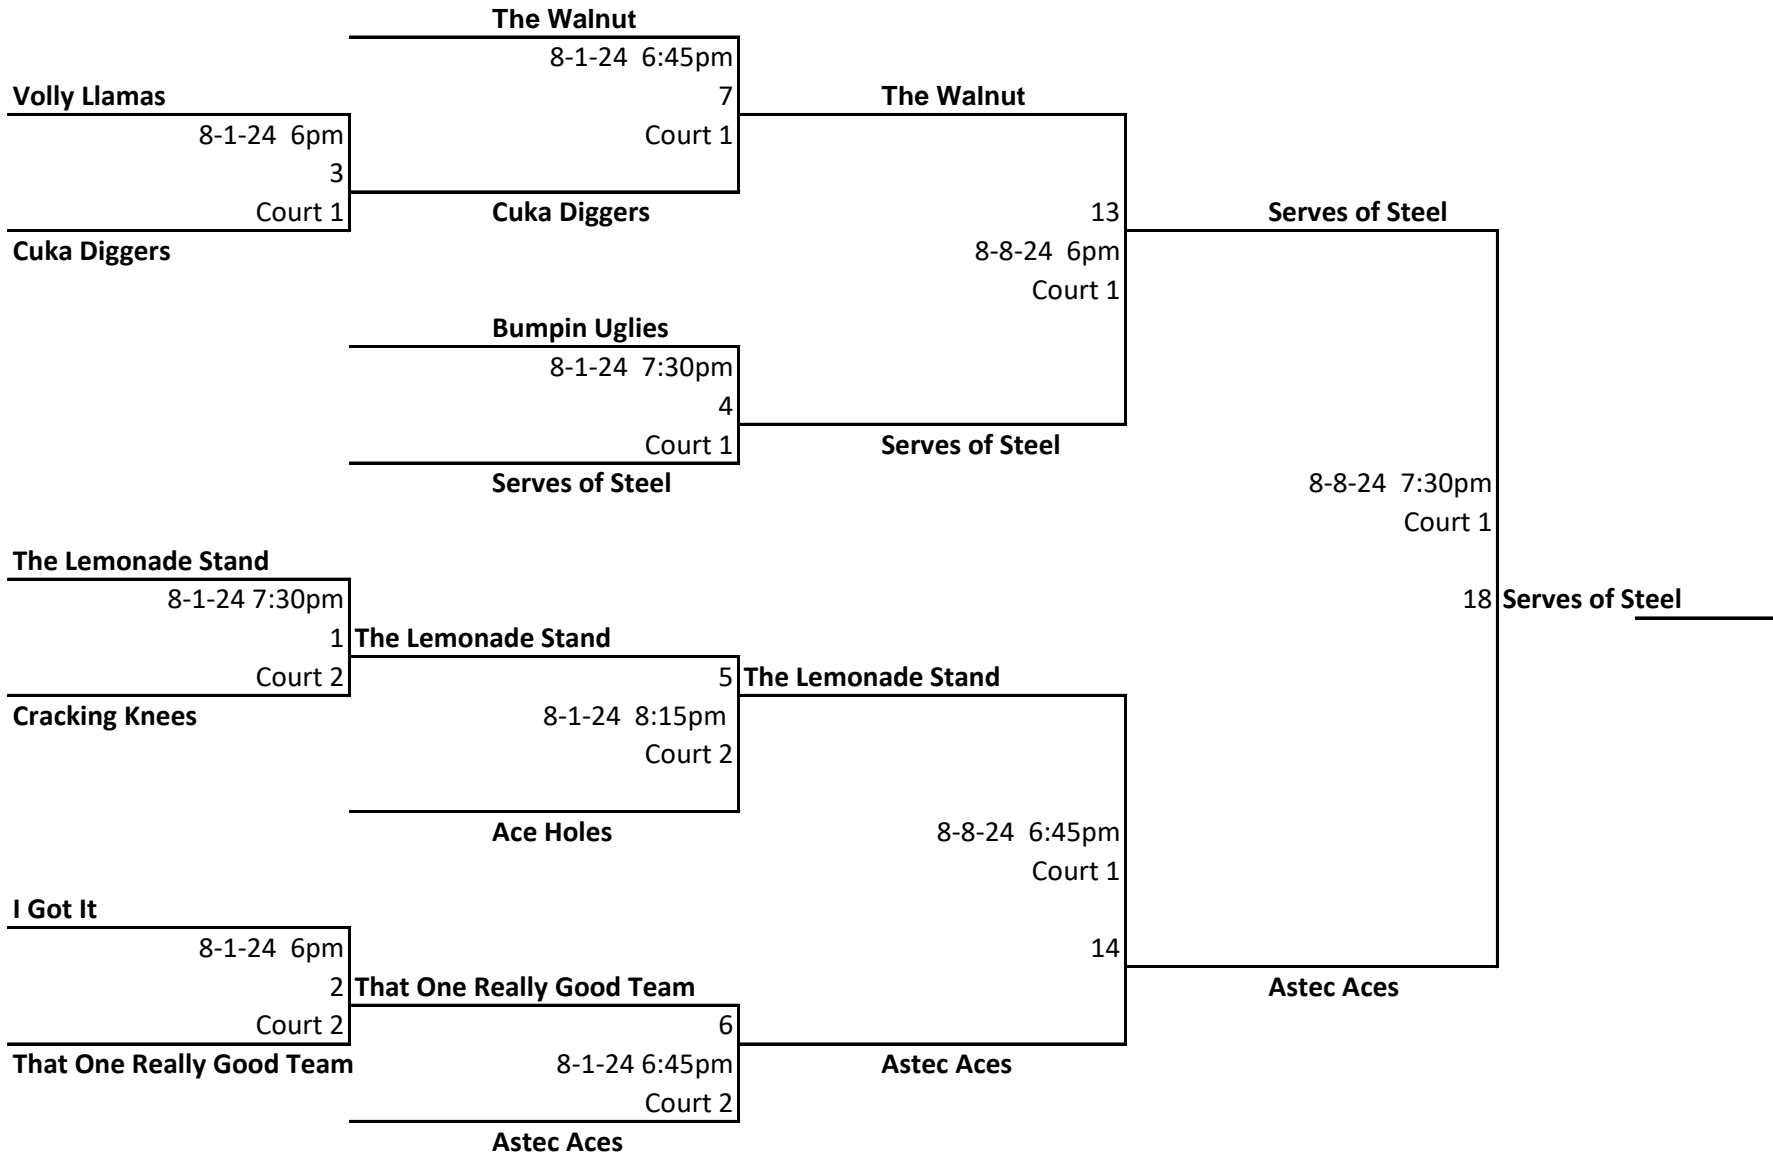 The Walnut
8-1-24  6:45pm
Volly Llamas
7
The Walnut
8-1-24  6pm
Court 1
3
Court 1
Cuka Diggers
13
Serves of Steel
Cuka Diggers
8-8-24  6pm
Court 1
Bumpin Uglies
8-1-24  7:30pm
4
Court 1
Serves of Steel
Serves of Steel
8-8-24  7:30pm
Court 1
The Lemonade Stand
8-1-24 7:30pm
18
Serves of Steel
1
The Lemonade Stand
Court 2
5
The Lemonade Stand
Cracking Knees
8-1-24  8:15pm
Court 2
Ace Holes
8-8-24  6:45pm
Court 1
I Got It
8-1-24  6pm
14
2
That One Really Good Team
Astec Aces
Court 2
6
That One Really Good Team
8-1-24 6:45pm
Astec Aces
Court 2
Astec Aces